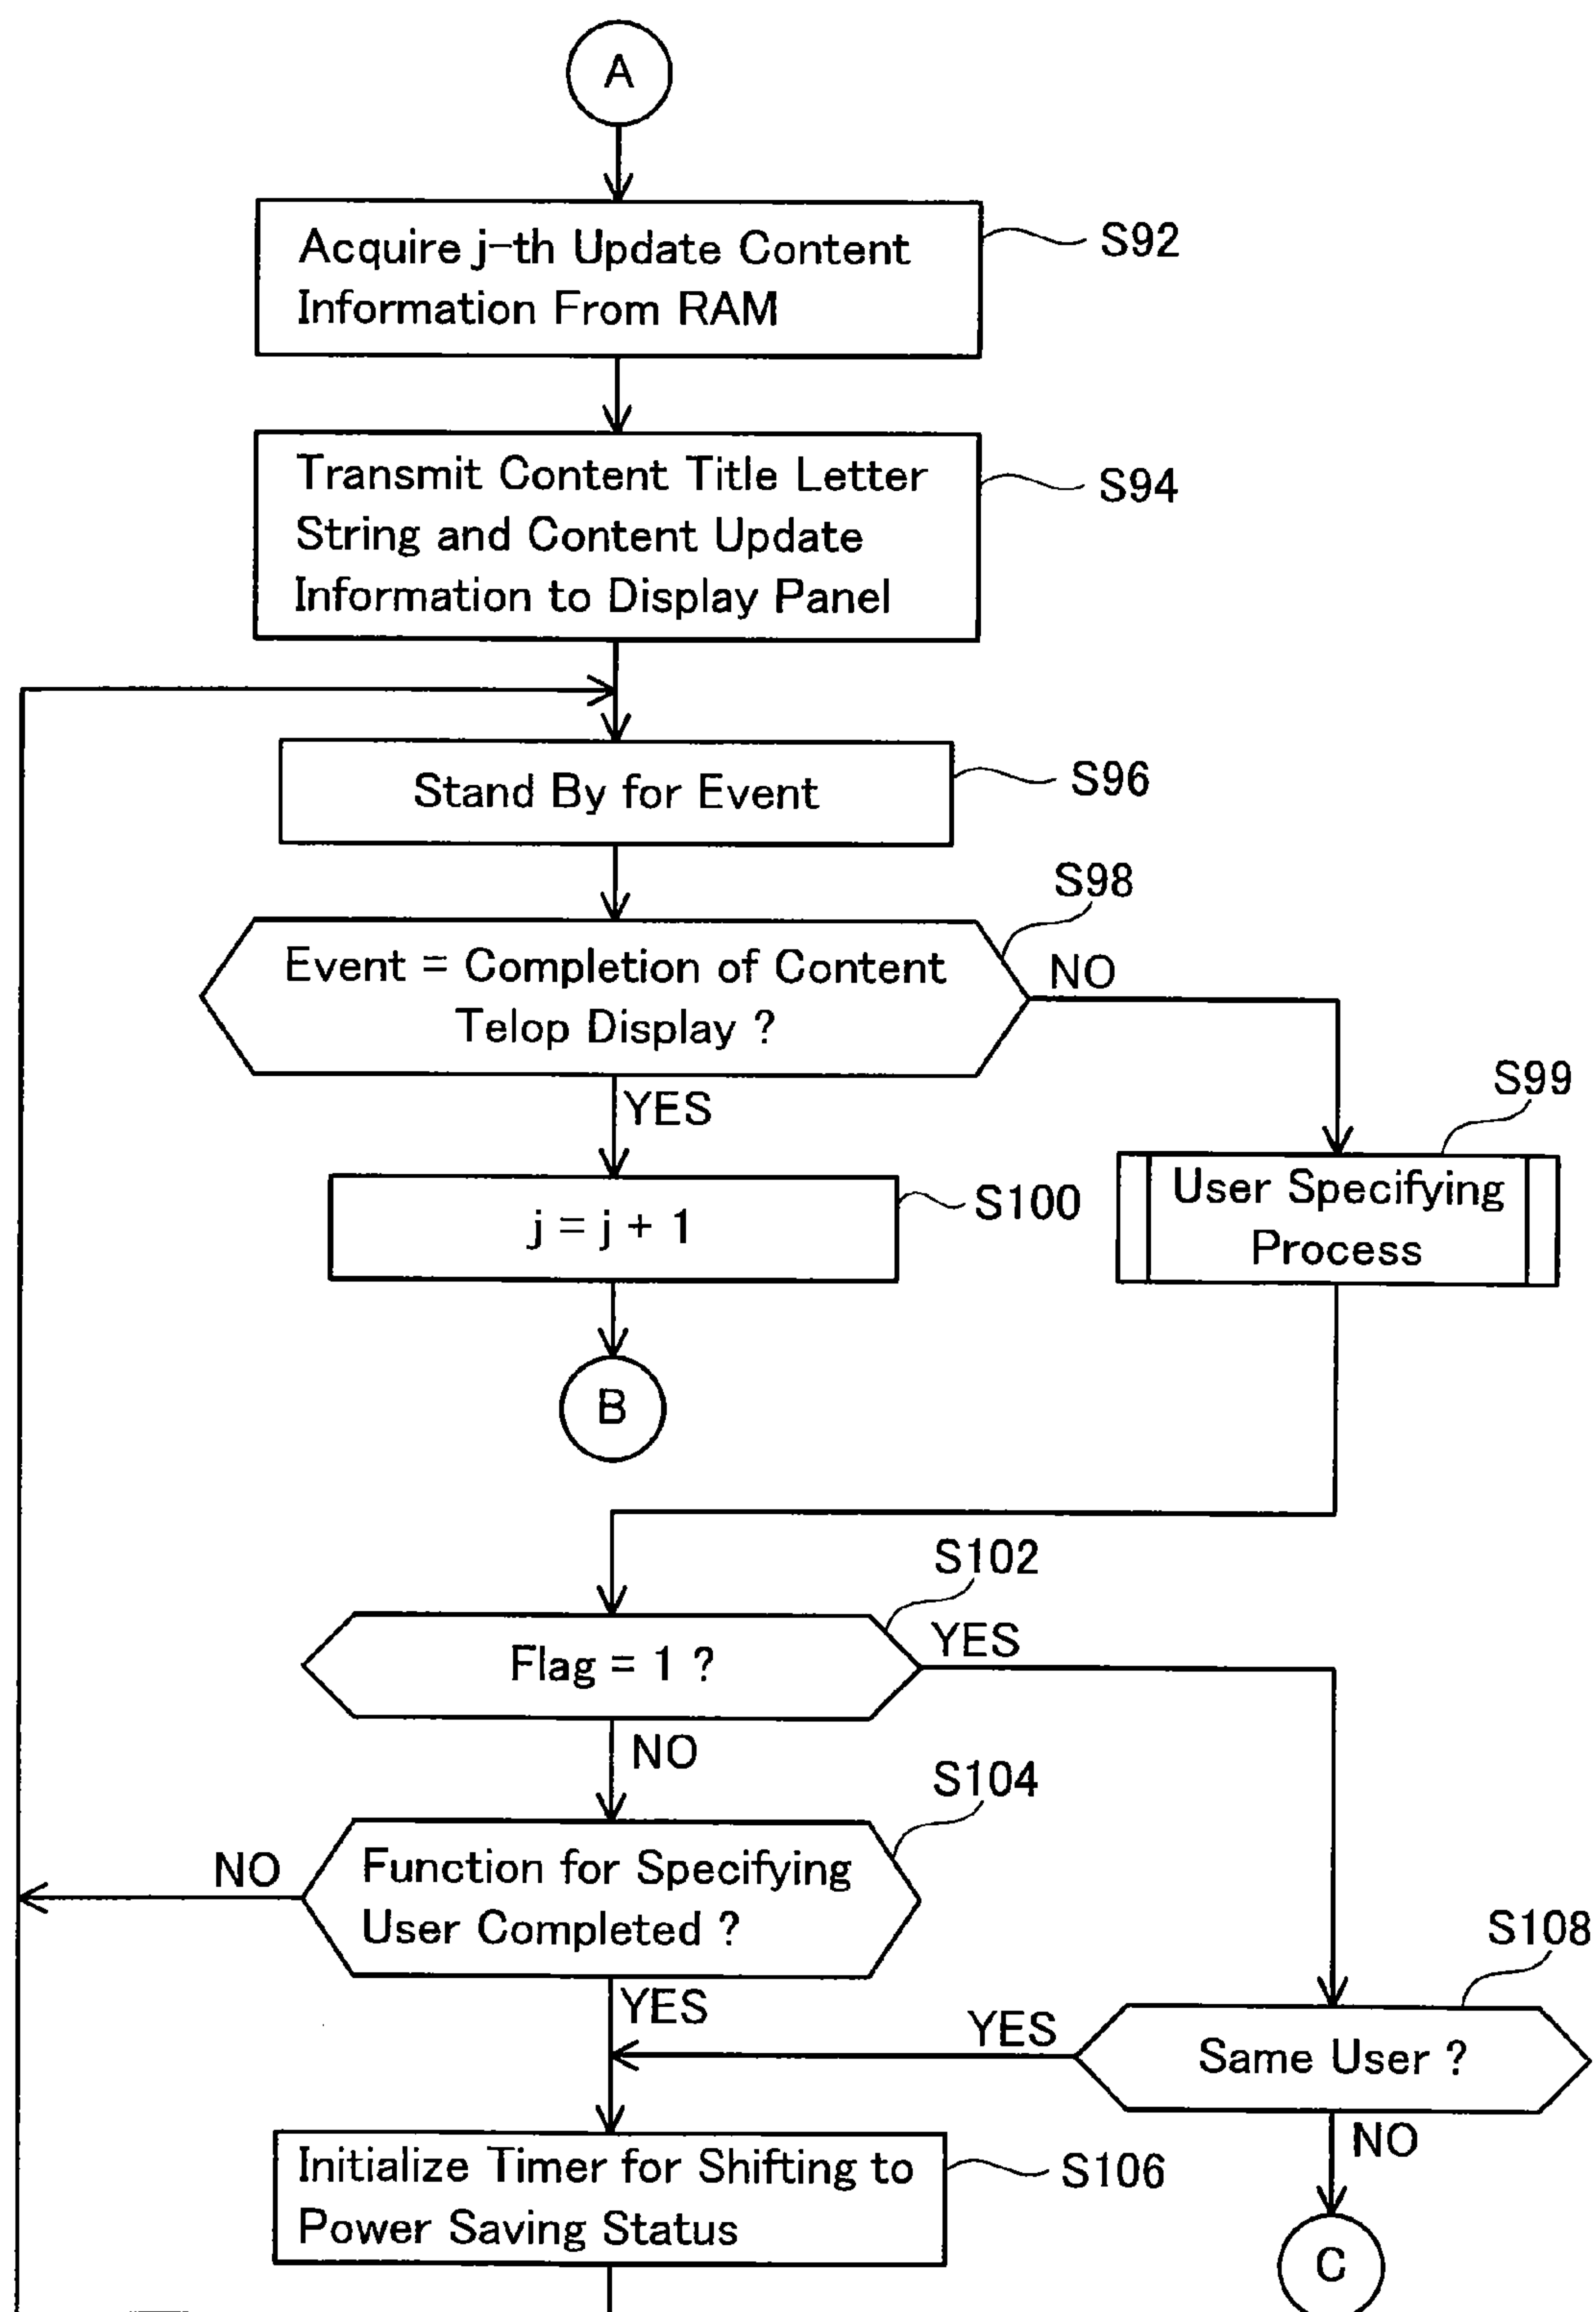 A
Acquire j-th Update Content
Information From RAM
S92
Transmit Content Title Letter
String and Content Update
Information to Display Panel
S94
Stand By for Event
S96
S98
Event = Completion of Content
Telop Display ?
NO
YES
S99
User Specifying
Process
j = j + 1
S100
B
S102
Flag = 1 ?
YES
NO
S104
Function for Specifying
User Completed ?
NO
YES
S108
Same User ?
YES
NO
Initialize Timer for Shifting to
Power Saving Status
S106
C